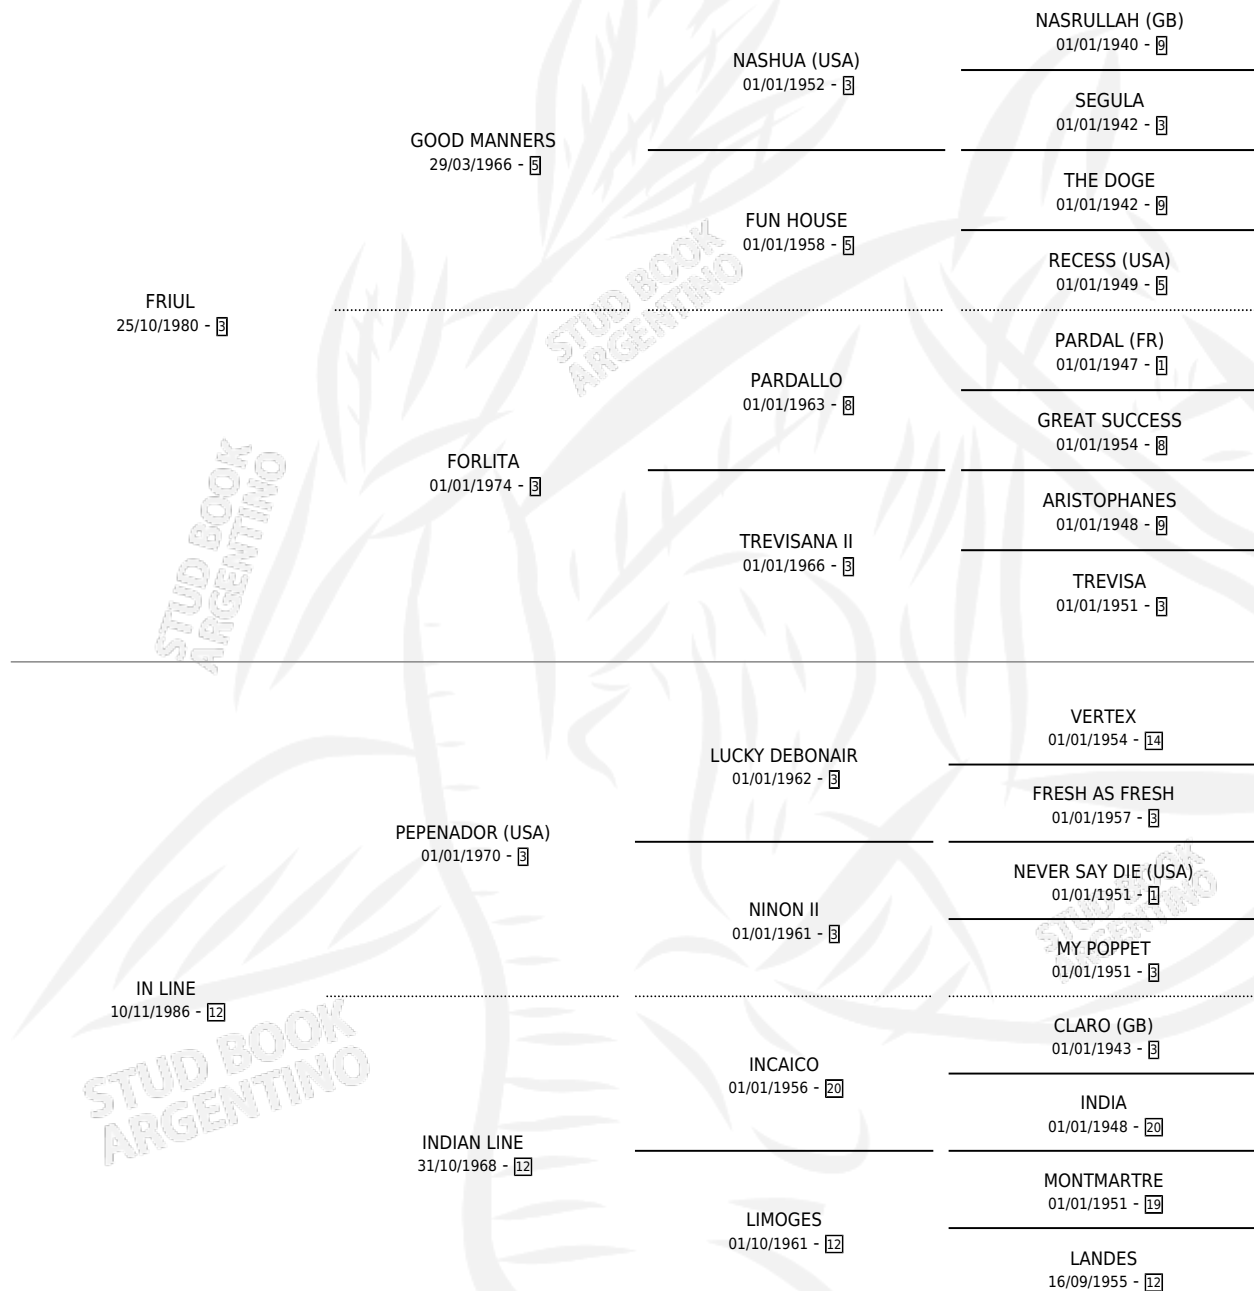 NASRULLAH (GB)
01/01/1940 - 9
NASHUA (USA)
01/01/1952 - 3
SEGULA
01/01/1942 - 3
GOOD MANNERS
29/03/1966 - 5
THE DOGE
01/01/1942 - 9
FUN HOUSE
01/01/1958 - 5
RECESS (USA)
01/01/1949 - 5
FRIUL
25/10/1980 - 3
PARDAL (FR)
01/01/1947 - 1
PARDALLO
01/01/1963 - 8
GREAT SUCCESS
01/01/1954 - 8
FORLITA
01/01/1974 - 3
ARISTOPHANES
01/01/1948 - 9
TREVISANA II
01/01/1966 - 3
TREVISA
01/01/1951 - 3
VERTEX
01/01/1954 - 14
LUCKY DEBONAIR
01/01/1962 - 3
FRESH AS FRESH
01/01/1957 - 3
PEPENADOR (USA)
01/01/1970 - 3
NEVER SAY DIE (USA)
01/01/1951 - 1
NINON II
01/01/1961 - 3
MY POPPET
01/01/1951 - 3
IN LINE
10/11/1986 - 12
CLARO (GB)
01/01/1943 - 3
INCAICO
01/01/1956 - 20
INDIA
01/01/1948 - 20
INDIAN LINE
31/10/1968 - 12
MONTMARTRE
01/01/1951 - 19
LIMOGES
01/10/1961 - 12
LANDES
16/09/1955 - 12
STUD BOOK
ARGENTINO
STUD BOOK
ARGENTINO
STUD BOOK
ARGENTINO
STUD BOOK
ARGENTINO